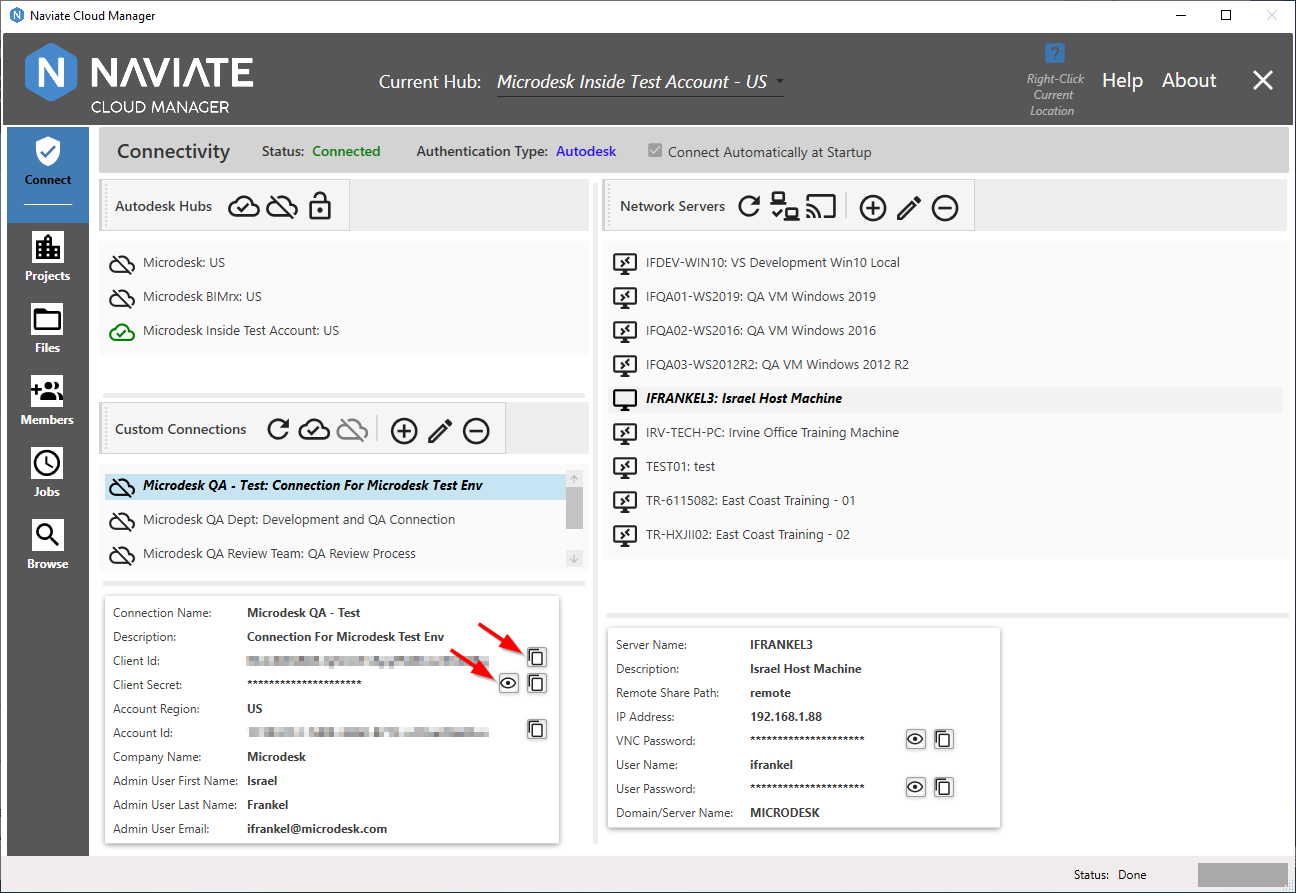 Naviate Cloud Manager
NAVIATE
CLOUD MANAGER
Current Hub: Microdesk Inside Test Account - US
?
Right-Click
Current
Location
Help
About
Connect
Projects
Files
Members
Jobs
Browse
Connectivity
Status: Connected
Authentication Type: Autodesk
Connect Automatically at Startup
Autodesk Hubs
Microdesk: US
Microdesk BIMrx: US
Microdesk Inside Test Account: US
Custom Connections
Microdesk QA - Test: Connection For Microdesk Test Env
Microdesk QA Dept: Development and QA Connection
Microdesk QA Review Team: QA Review Process
Connection Name: Microdesk QA - Test
Description: Connection For Microdesk Test Env
Client Id:
Client Secret: *********************
Account Region: US
Account Id:
Company Name: Microdesk
Admin User First Name: Israel
Admin User Last Name: Frankel
Admin User Email: ifrankel@microdesk.com
Network Servers
IFDEV-WIN10: VS Development Win10 Local
IFQA01-WS2019: QA VM Windows 2019
IFQA02-WS2016: QA VM Windows 2016
IFQA03-WS2012R2: QA VM Windows 2012 R2
IFRANKEL3: Israel Host Machine
IRV-TECH-PC: Irvine Office Training Machine
TEST01: test
TR-6115082: East Coast Training - 01
TR-HXJII02: East Coast Training - 02
Server Name: IFRANKEL3
Description: Israel Host Machine
Remote Share Path: remote
IP Address: 192.168.1.88
VNC Password: *********************
User Name: ifrankel
User Password: *********************
Domain/Server Name: MICRODESK
Status: Done